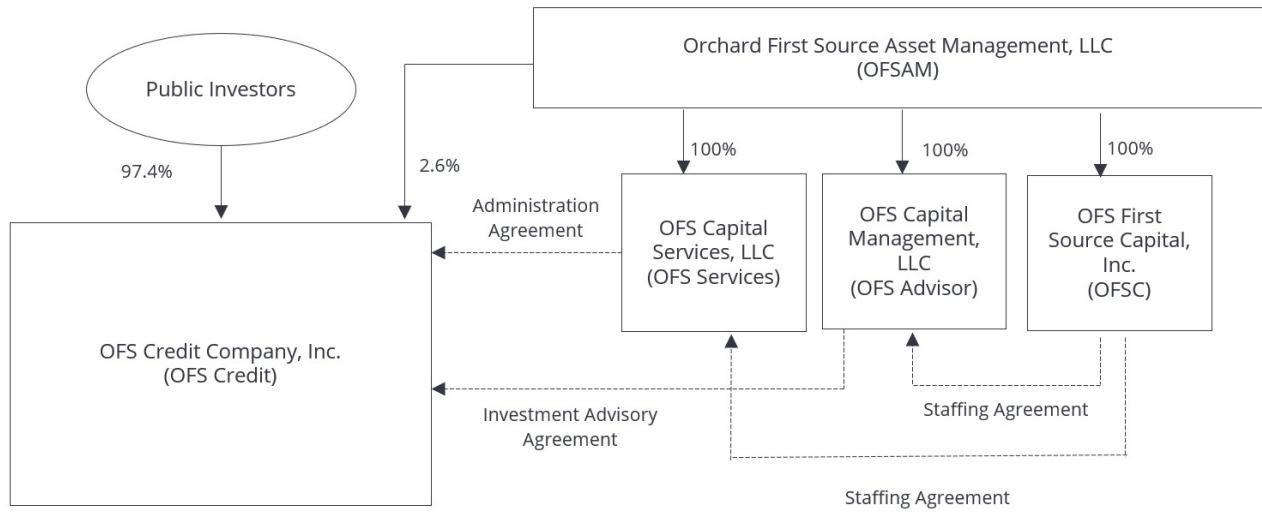 Orchard First Source Asset Management, LLC
(OFSAM)
Public Investors
97.4%
2.6%
100%
100%
100%
Administration
Agreement
OFS Capital
Services, LLC
(OFS Services)
OFS Capital
Management,
LLC
(OFS Advisor)
OFS First
Source Capital,
Inc.
(OFSC)
OFS Credit Company, Inc.
(OFS Credit)
Investment Advisory
Agreement
Staffing Agreement
Staffing Agreement